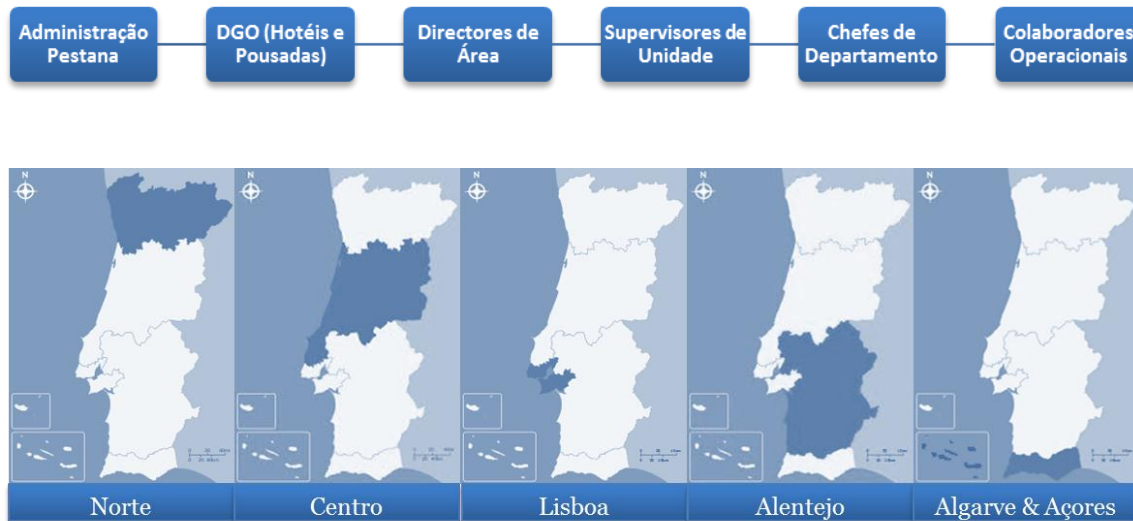 Administração
Pestana
DGO (Hotéis e
Pousadas)
Directores de
Área
Supervisores de
Unidade
Chefes de
Departamento
Colaboradores
Operacionais
N
N
N
N
N
Norte
Centro
Lisboa
Alentejo
Algarve & Açores